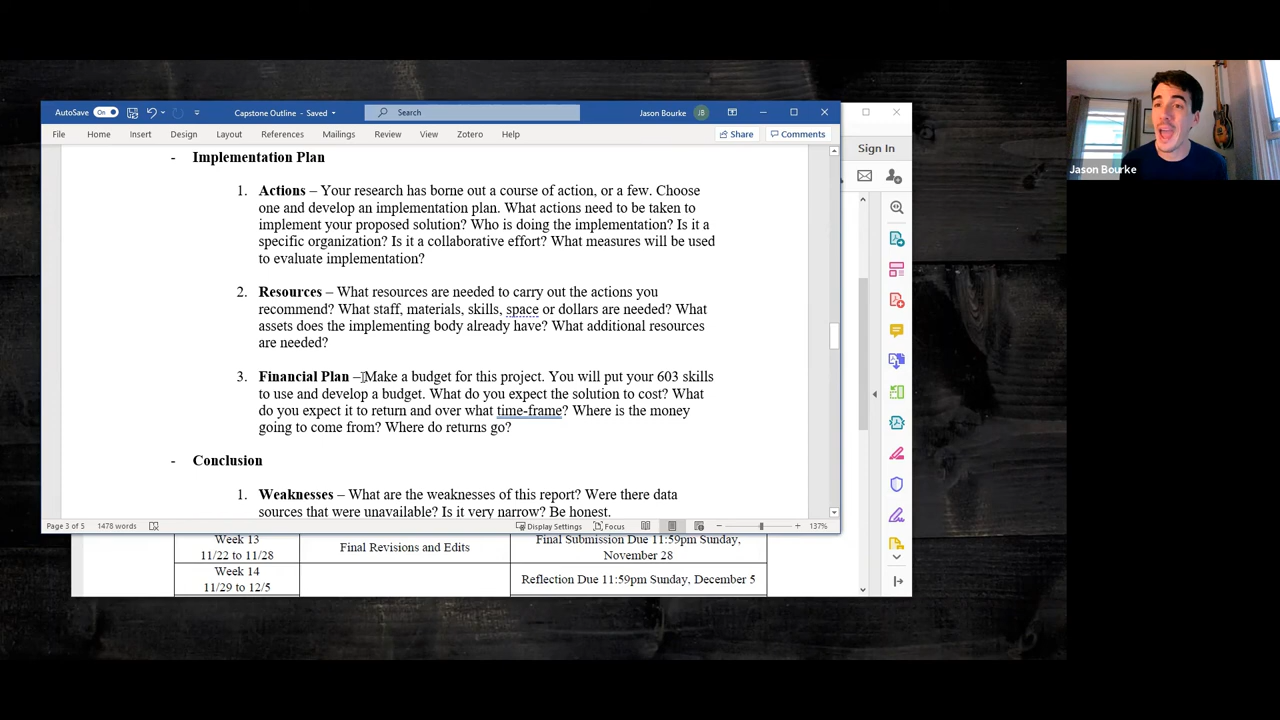 AutoSave On Capstone Outline - Saved Search Jason Bourke JB
File Home Insert Design Layout References Mailings Review View Zotero Help Share Comments
Sign In
Jason Bourke
- Implementation Plan
1. Actions – Your research has borne out a course of action, or a few. Choose
one and develop an implementation plan. What actions need to be taken to
implement your proposed solution? Who is doing the implementation? Is it a
specific organization? Is it a collaborative effort? What measures will be used
to evaluate implementation?
2. Resources – What resources are needed to carry out the actions you
recommend? What staff, materials, skills, space or dollars are needed? What
assets does the implementing body already have? What additional resources
are needed?
3. Financial Plan – Make a budget for this project. You will put your 603 skills
to use and develop a budget. What do you expect the solution to cost? What
do you expect it to return and over what time-frame? Where is the money
going to come from? Where do returns go?
- Conclusion
1. Weaknesses – What are the weaknesses of this report? Were there data
sources that were unavailable? Is it very narrow? Be honest.
Page 3 of 5 1478 words Display Settings Focus 137%
Week 13
11/22 to 11/28
Final Revisions and Edits
Final Submission Due 11:59pm Sunday,
November 28
Week 14
11/29 to 12/5
Reflection Due 11:59pm Sunday, December 5